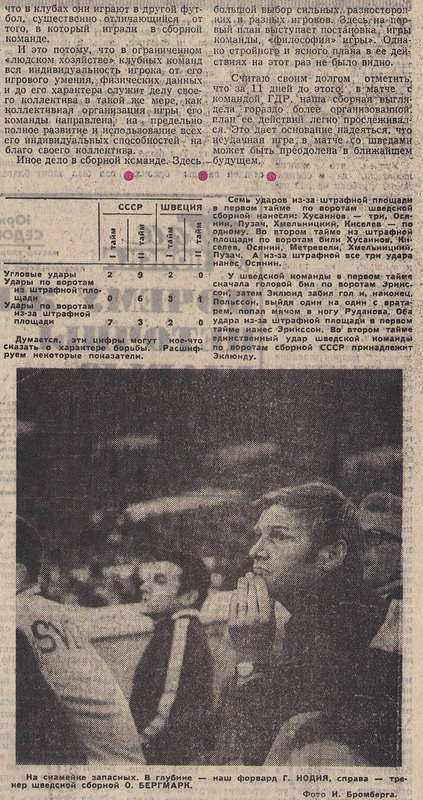 что в клубах они играют в другой фут-
бол, существенно отличающийся от
того, в который играли в сборной
команде.
И это потому, что в ограниченном
«людском хозяйстве» клубных команд
вся индивидуальность игрока от его
игрового умения, физических данных
и до его характера служит делу свое-
го коллектива в такой же мере, как
коллективная организация игры его
команды направлена на предельно
полное развитие и использование всех
его индивидуальных способностей на
благо своего коллектива.
Иное дело в сборной команде. Здесь
большой выбор сильных, разносторон-
них и разных игроков. Здесь на пер-
вый план выступает постановка игры
команды, «философия» игры. Одна-
ко стройного и ясного плана в ее дей-
ствиях на этот раз не было видно.
Считаю своим долгом отметить,
что за 11 дней до этого, в матче с
командой ГДР, наша сборная выгля-
дела гораздо более организованной,
план ее действий легко прослеживал-
ся. Это дает основание надеяться, что
неудачная игра в матче со шведами
может быть преодолена в ближайшем
будущем.
СССР ШВЕЦИЯ
I тайм II тайм I тайм II тайм
Угловые удары 2 9 2 0
Удары по воротам
из-за штрафной пло-
щади 0 6 3 1
Удары по воротам
из-за штрафной
площади 7 3 2 0
Думается, эти цифры могут кое-что
сказать о характере борьбы. Расшиф-
руем некоторые показатели.
Семь ударов из-за штрафной площади
в первом тайме по воротам шведской
сборной нанесли: Хусаинов — три, Ося-
нин, Пузач, Хмельницкий, Киселев — по
одному. Во втором тайме из штрафной
площади по воротам били Хусаинов, Ки-
селев, Осянин, Метревели, Хмельницкий,
Пузач. А из-за штрафной все три удара
нанес Осянин.
У шведской команды в первом тайме
сначала головой бил по воротам Эрикс-
сон; затем Эклюнд забил гол и, наконец,
Польссон, выйдя один на один с врата-
рем, попал мячом в ногу Рудакова. Оба
удара из-за штрафной площади в первом
тайме нанес Эрикссон. Во втором тайме
единственный удар шведской команды
по воротам сборной СССР принадлежит
Эклюнду.
SV
На скамейке запасных. В глубине — наш форвард Г. НОДИЯ, справа — тре-
нер шведской сборной О. БЕРГМАРК.
Фото И. Бромберга.